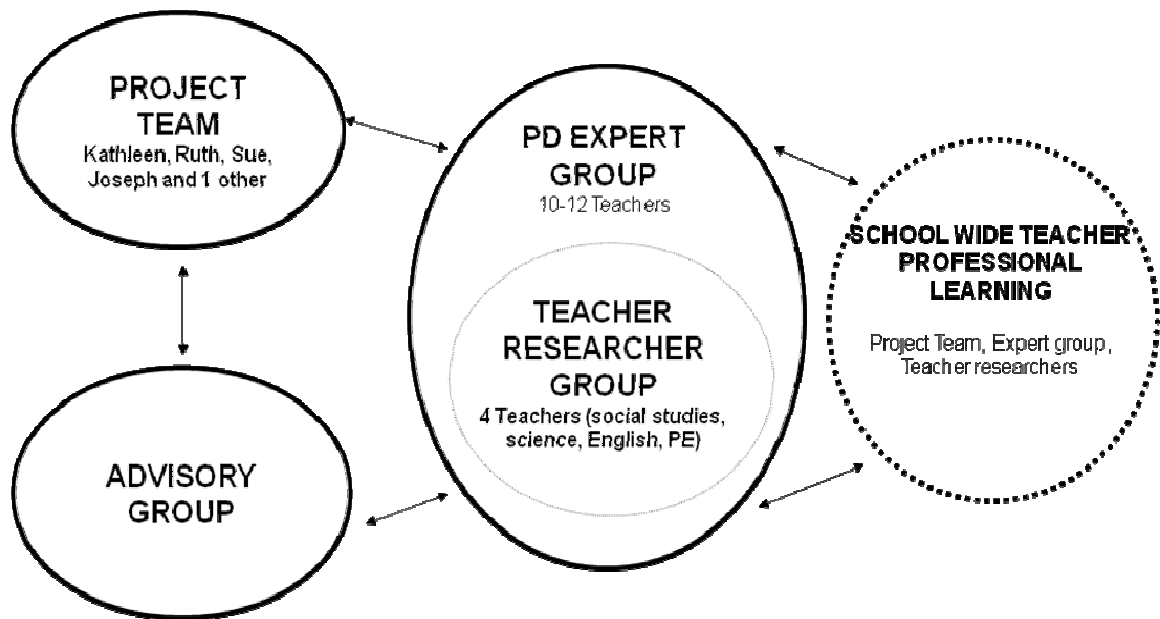 PROJECT
TEAM
Kathleen, Ruth, Sue,
Joseph and 1 other
ADVISORY
GROUP
PD EXPERT
GROUP
10-12 Teachers
TEACHER
RESEARCHER
GROUP
4 Teachers (social studies,
science, English, PE)
SCHOOL WIDE TEACHER
PROFESSIONAL
LEARNING
Project Team, Expert group,
Teacher researchers